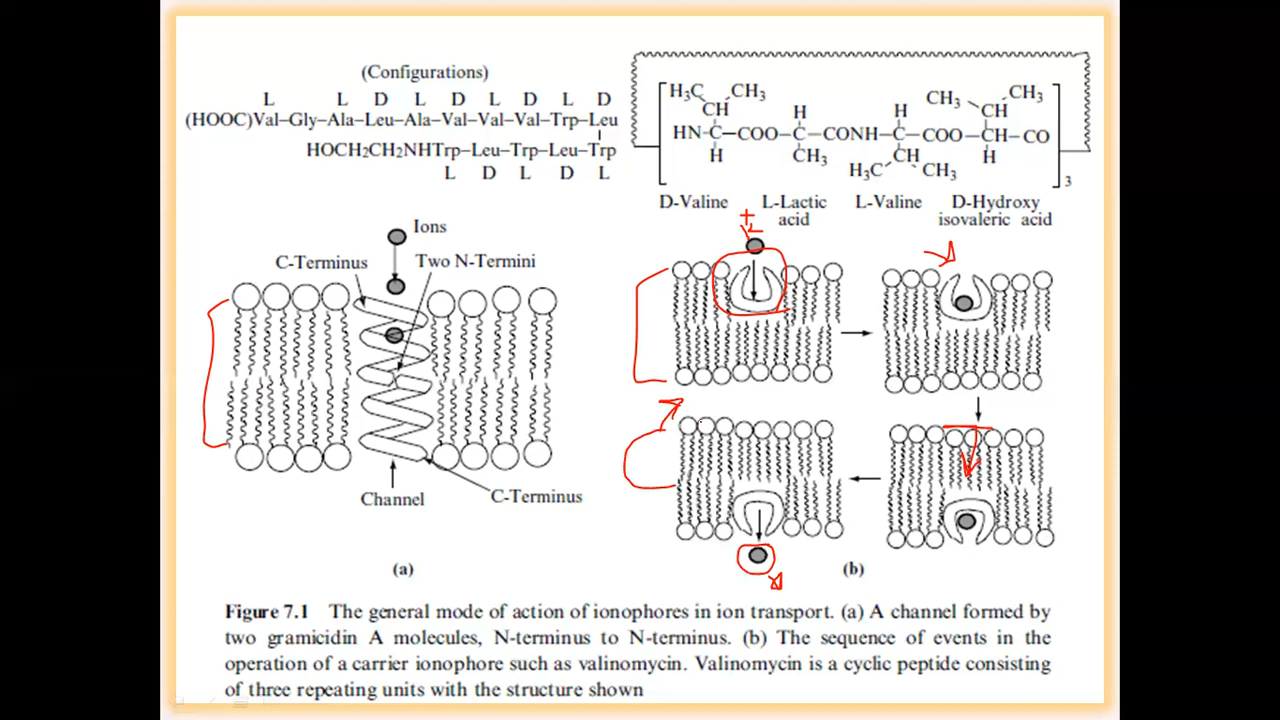 (Configurations)
L L D L D L D L D
(HOOC)Val–Gly–Ala–Leu–Ala–Val–Val–Val–Trp–Leu
HOCH2CH2NHTrp–Leu–Trp–Leu–Trp
L D L D L
Ions
C-Terminus
Two N-Termini
Channel
C-Terminus
(a)
H3C CH3 CH3 CH3
CH H H CH
HN–C–COO–C–CONH–C–COO–CH–CO
H CH3 CH H
H3C CH3
3
D-Valine L-Lactic acid L-Valine D-Hydroxy isovaleric acid
+
(b)
Figure 7.1 The general mode of action of ionophores in ion transport. (a) A channel formed by
two gramicidin A molecules, N-terminus to N-terminus. (b) The sequence of events in the
operation of a carrier ionophore such as valinomycin. Valinomycin is a cyclic peptide consisting
of three repeating units with the structure shown